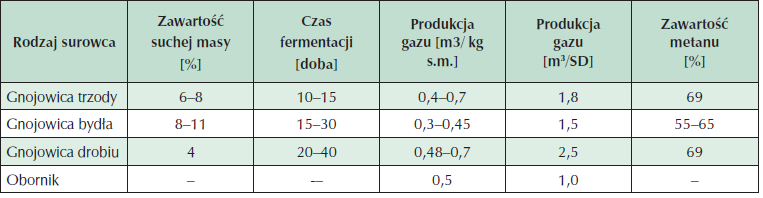 Rodzaj surowca | Zawartość suchej masy [%] | Czas fermentacji [doba] | Produkcja gazu [m3/ kg s.m.] | Produkcja gazu [m³/SD] | Zawartość metanu [%]
Gnojowica trzody | 6–8 | 10–15 | 0,4–0,7 | 1,8 | 69
Gnojowica bydła | 8–11 | 15–30 | 0,3–0,45 | 1,5 | 55–65
Gnojowica drobiu | 4 | 20–40 | 0,48–0,7 | 2,5 | 69
Obornik | – | -– | 0,5 | 1,0 | –